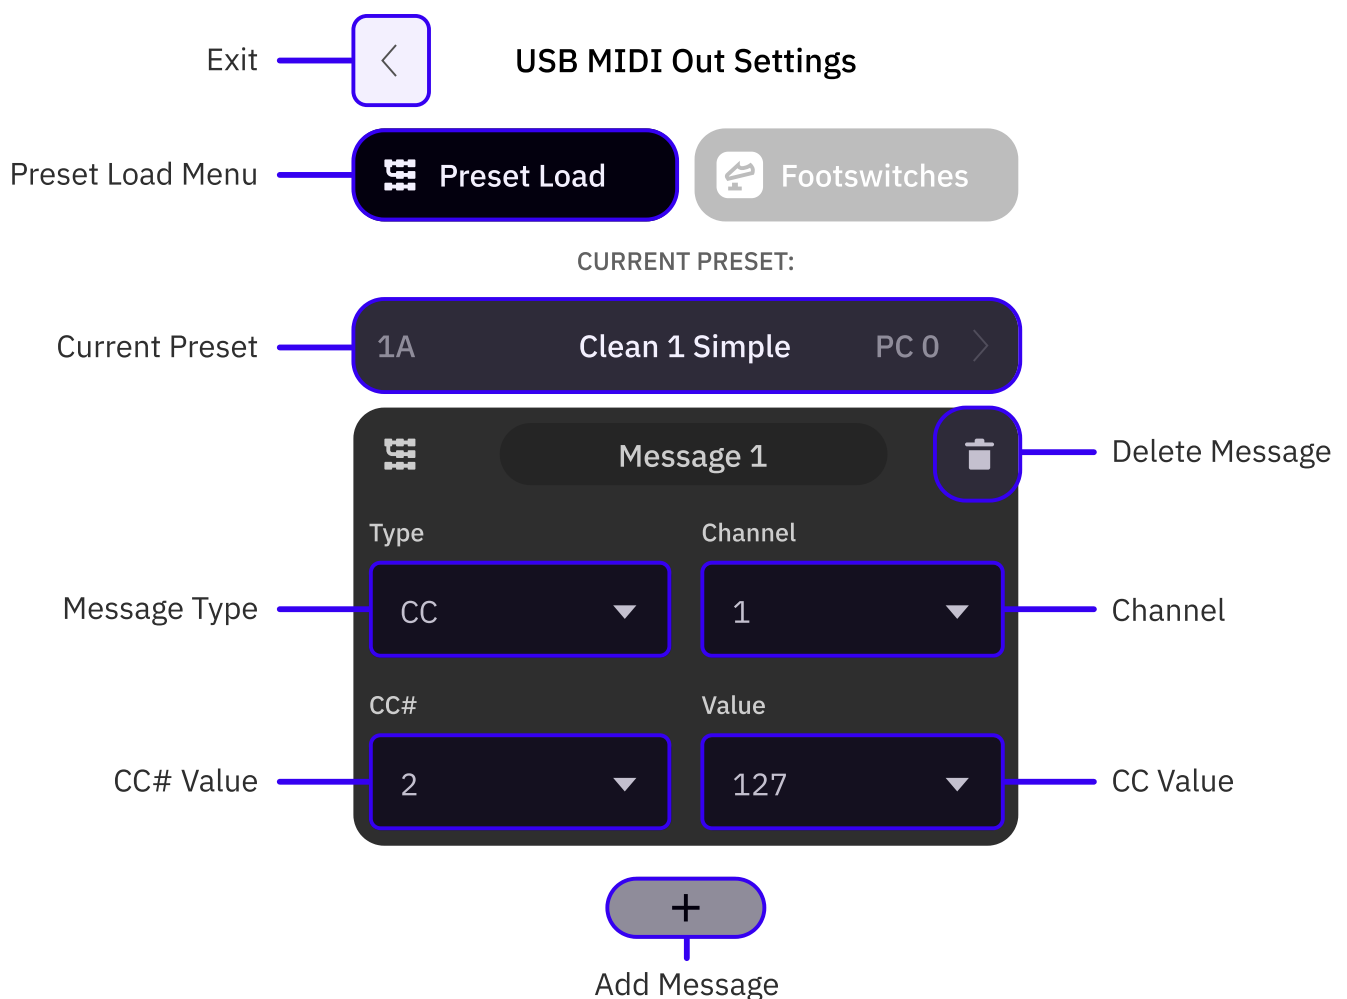 Exit
USB MIDI Out Settings
Preset Load Menu
Preset Load
Footswitches
CURRENT PRESET:
Current Preset
1A
Clean 1 Simple
PC 0
Message 1
Delete Message
Type
Channel
Message Type
CC
1
Channel
CC#
Value
CC# Value
2
127
CC Value
+
Add Message